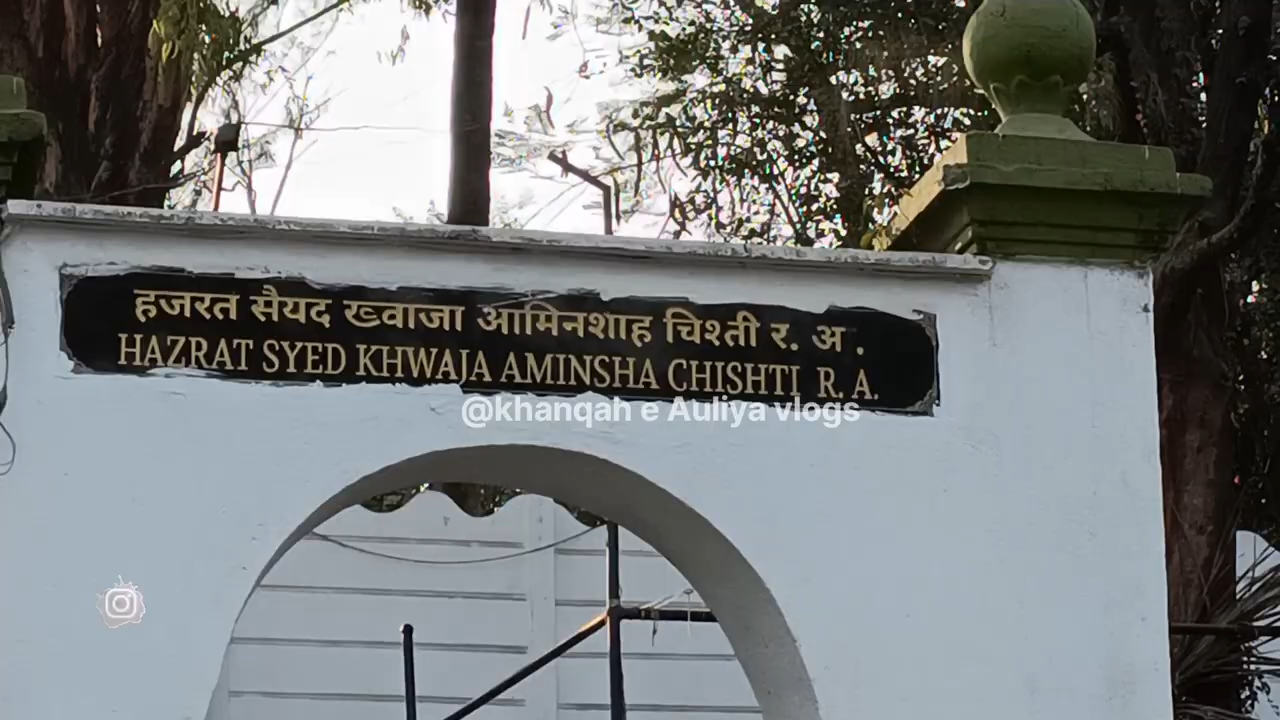 हजरत सैयद ख्वाजा आमिनशाह चिश्ती र. अ .
HAZRAT SYED KHWAJA AMINSHA CHISHTI R. A.
@khanqah e Auliya vlogs